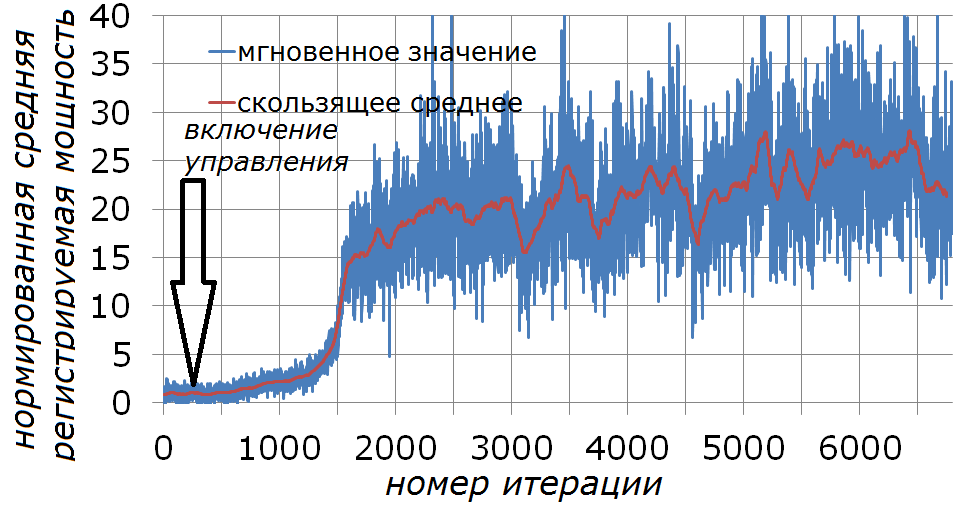 нормированная средняя
регистрируемая мощность
40
35
30
25
20
15
10
5
0
мгновенное значение
скользящее среднее
включение
управления
0 1000 2000 3000 4000 5000 6000
номер итерации